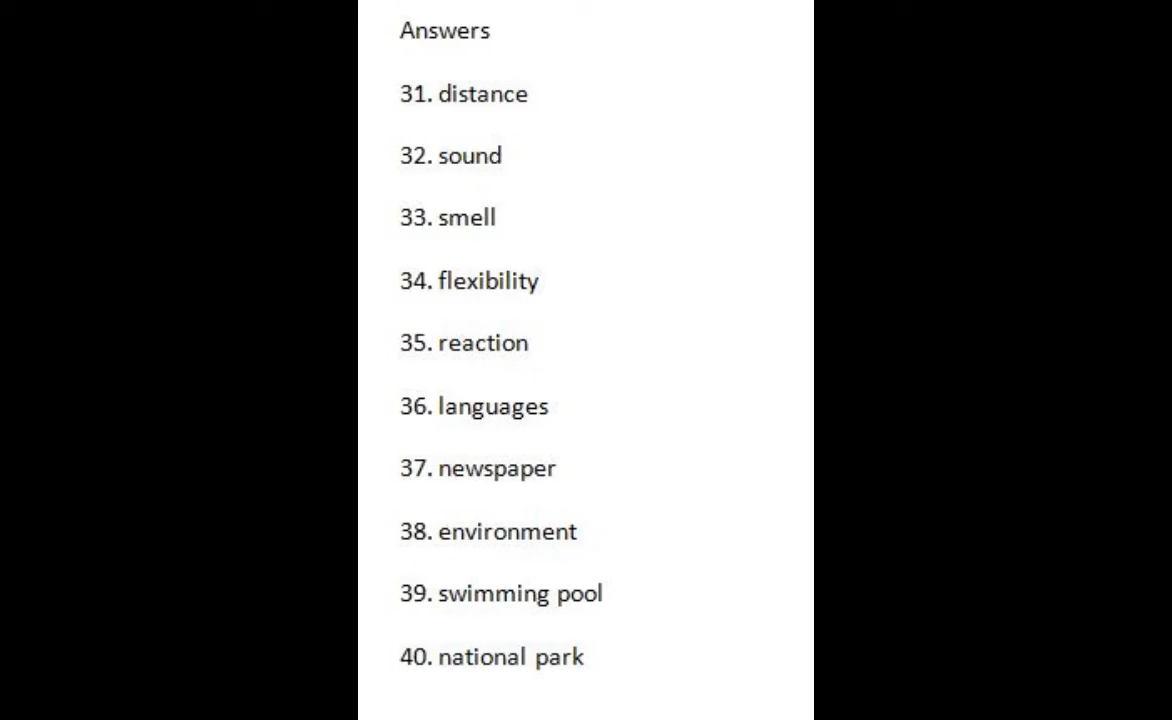 Answers
31. distance
32. sound
33. smell
34. flexibility
35. reaction
36. languages
37. newspaper
38. environment
39. swimming pool
40. national park